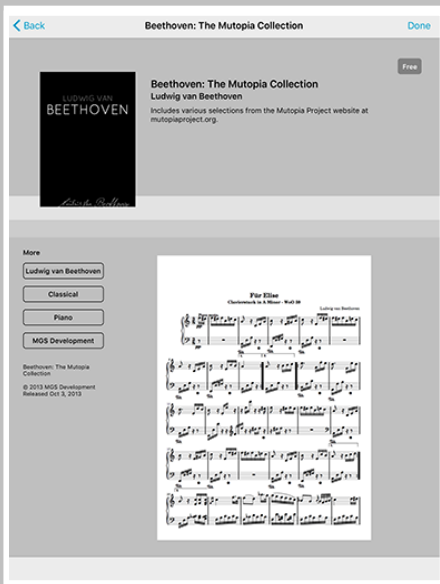 Back
Beethoven: The Mutopia Collection
Done
Free
LUDWIG VAN
BEETHOVEN
Beethoven: The Mutopia Collection
Ludwig van Beethoven
Includes various selections from the Mutopia Project website at
mutopiaproject.org.
More
Ludwig van Beethoven
Classical
Piano
MGS Development
Beethoven: The Mutopia
Collection
© 2013 MGS Development
Released Oct 3, 2013
Für Elise
Clavierstueck in A Minor - WoO 59
Ludwig van Beethoven